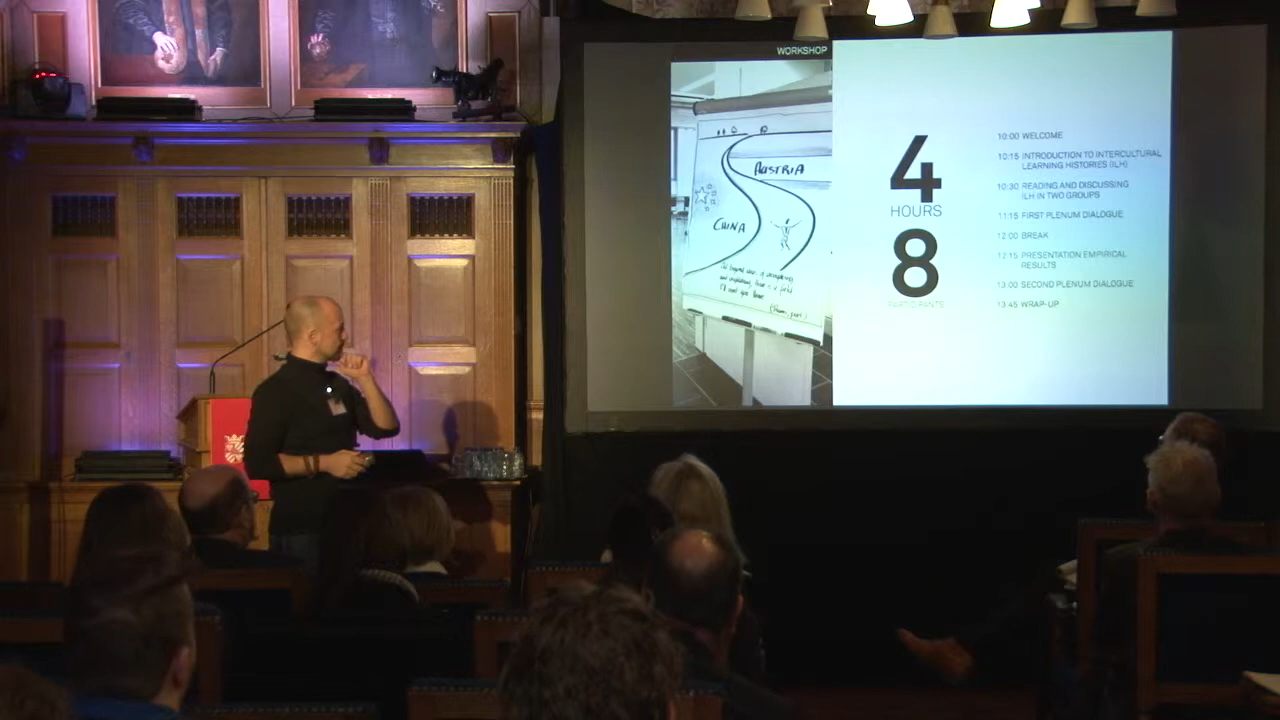 WORKSHOP
AUSTRIA
CHINA
4
HOURS
8
PARTICIPANTS
10:00 WELCOME
10:15 INTRODUCTION TO INTERCULTURAL
LEARNING HISTORIES (ILH)
10:30 READING AND DISCUSSING
ILH IN TWO GROUPS
11:15 FIRST PLENUM DIALOGUE
12:00 BREAK
12:15 PRESENTATION EMPIRICAL
RESULTS
13:00 SECOND PLENUM DIALOGUE
13:45 WRAP-UP